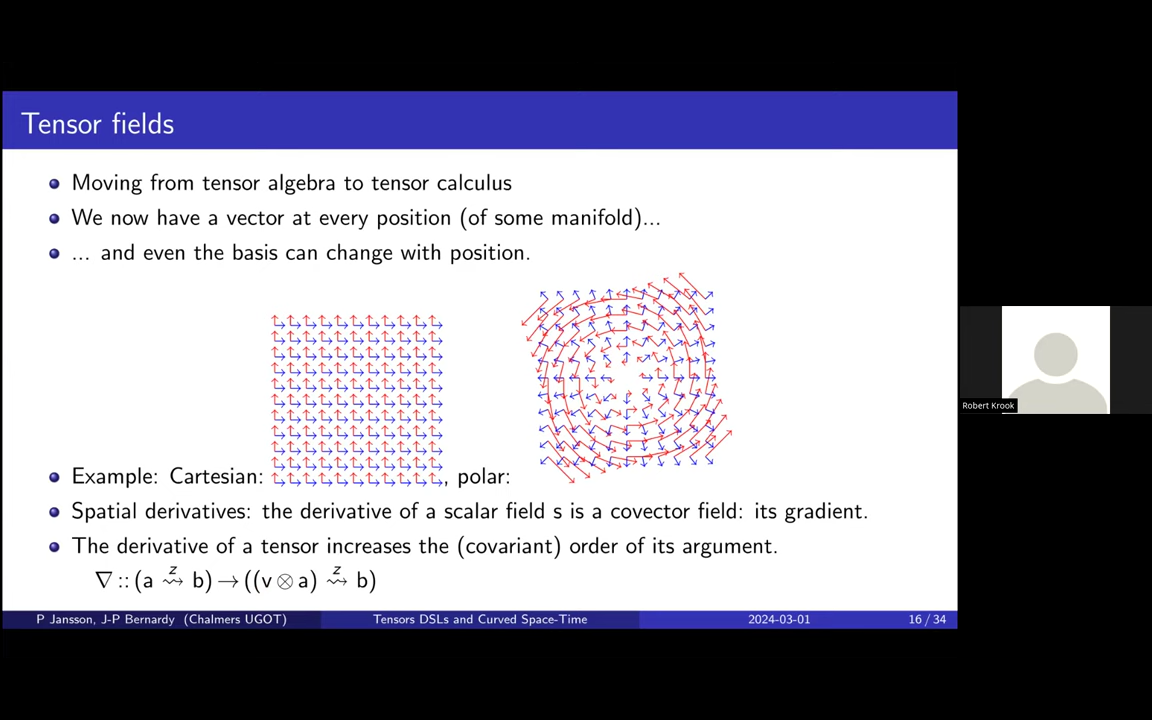 Tensor fields
Moving from tensor algebra to tensor calculus
We now have a vector at every position (of some manifold)...
... and even the basis can change with position.
Example: Cartesian: , polar:
Spatial derivatives: the derivative of a scalar field s is a covector field: its gradient.
The derivative of a tensor increases the (covariant) order of its argument.
∇ :: (a z⇝ b) → ((v ⊗ a) z⇝ b)
P Jansson, J-P Bernardy (Chalmers UGOT) Tensors DSLs and Curved Space-Time 2024-03-01 16 / 34
Robert Krook